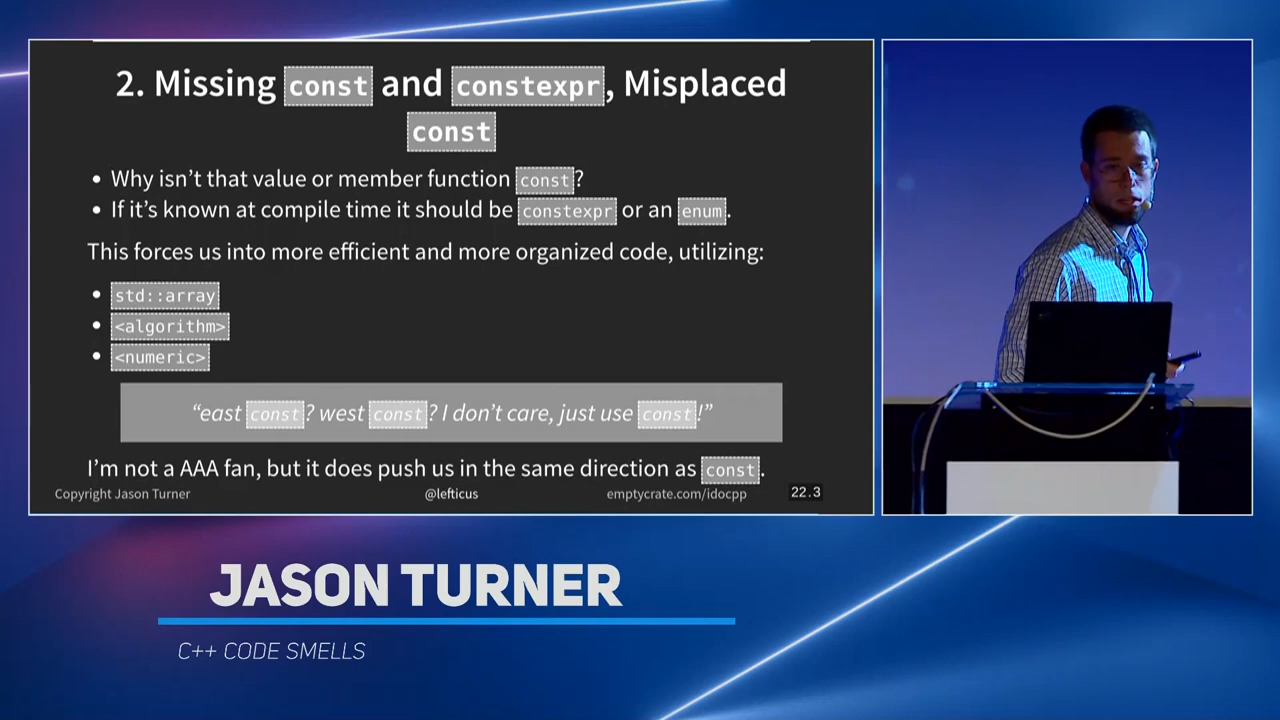 2. Missing const and constexpr, Misplaced
const
• Why isn’t that value or member function const?
• If it’s known at compile time it should be constexpr or an enum.
This forces us into more efficient and more organized code, utilizing:
• std::array
• <algorithm>
• <numeric>
“east const? west const? I don’t care, just use const!”
I’m not a AAA fan, but it does push us in the same direction as const.
Copyright Jason Turner
@lefticus
emptycrate.com/idocpp
22.3
JASON TURNER
C++ CODE SMELLS